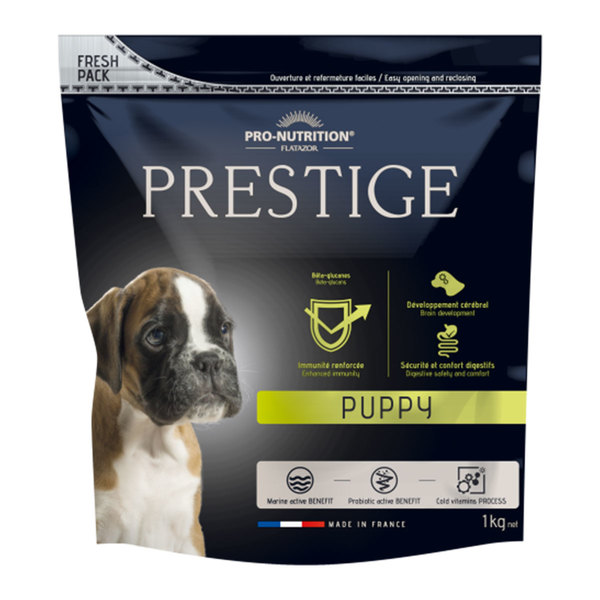 FRESH
PACK
Ouverture et refermeture faciles / Easy opening and reclosing
PRO-NUTRITION®
FLATAZOR
PRESTIGE
Bêta-glucanes
Beta-glucans
Immunité renforcée
Enhanced immunity
Développement cérébral
Brain development
Sécurité et confort digestifs
Digestive safety and comfort
PUPPY
Marine active BENEFIT
Probiotic active BENEFIT
Cold vitamins PROCESS
MADE IN FRANCE
1kg net